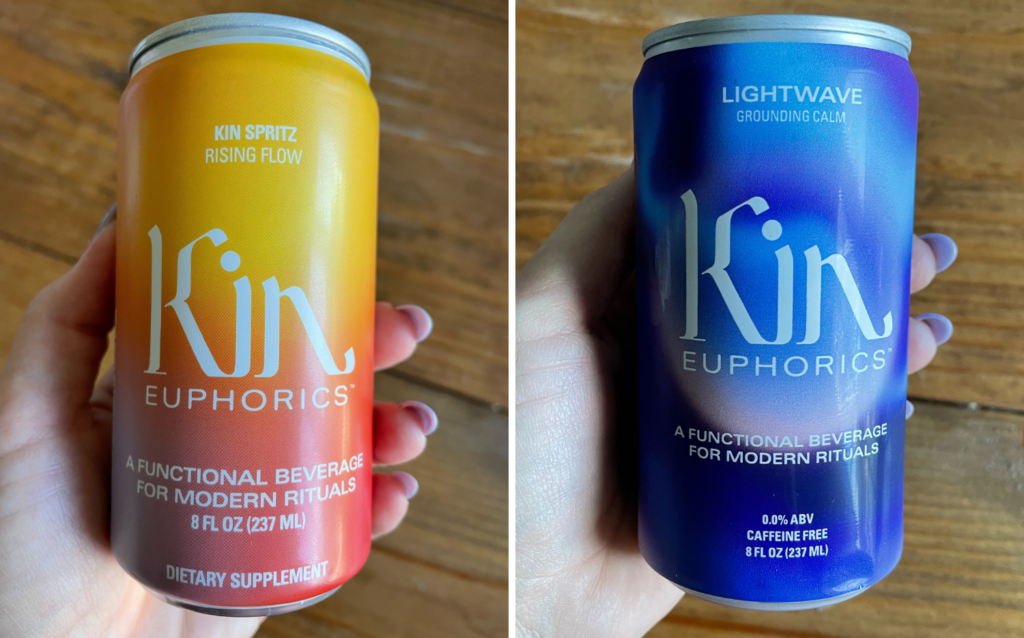 KIN SPRITZ
RISING FLOW
Kin
EUPHORICS™
A FUNCTIONAL BEVERAGE
FOR MODERN RITUALS
8 FL OZ (237 ML)
DIETARY SUPPLEMENT
LIGHTWAVE
GROUNDING CALM
Kin
EUPHORICS™
A FUNCTIONAL BEVERAGE
FOR MODERN RITUALS
0.0% ABV
CAFFEINE FREE
8 FL OZ (237 ML)